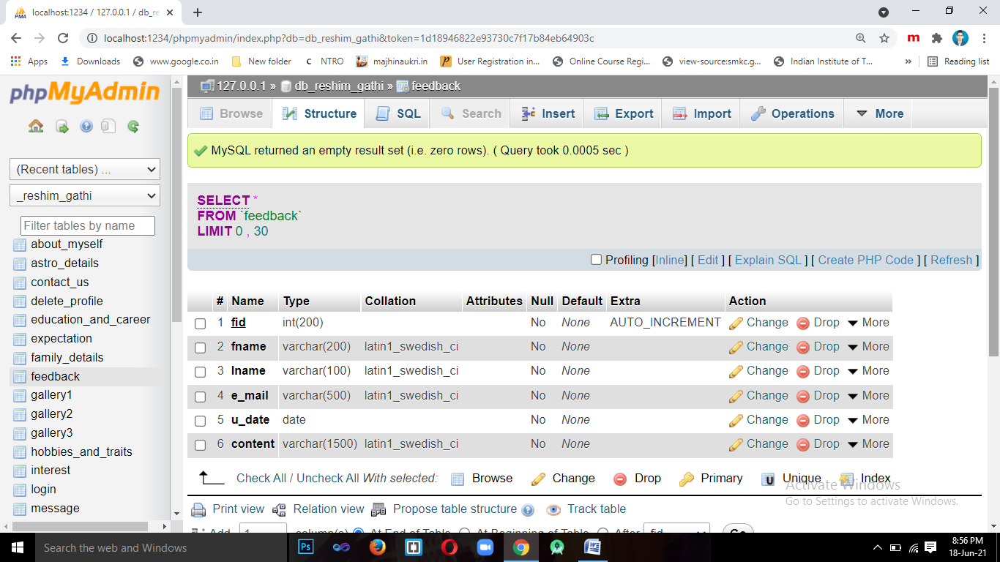 localhost:1234 / 127.0.0.1 / db_re
localhost:1234/phpmyadmin/index.php?db=db_reshim_gathi&token=1d18946822e93730c7f17b84eb64903c
Apps Downloads www.google.co.in New folder NTRO majhinaukri.in User Registration in... Online Course Regi... view-source:smkc.g... Indian Institute of T... » Reading list
phpMyAdmin
(Recent tables) ...
_reshim_gathi
Filter tables by name
about_myself
astro_details
contact_us
delete_profile
education_and_career
expectation
family_details
feedback
gallery1
gallery2
gallery3
hobbies_and_traits
interest
login
message
127.0.0.1 » db_reshim_gathi » feedback
Browse Structure SQL Search Insert Export Import Operations More
MySQL returned an empty result set (i.e. zero rows). ( Query took 0.0005 sec )
SELECT *
FROM `feedback`
LIMIT 0 , 30
Profiling [Inline] [ Edit ] [ Explain SQL ] [ Create PHP Code ] [ Refresh ]
# Name Type Collation Attributes Null Default Extra Action
1 fid int(200) No None AUTO_INCREMENT Change Drop More
2 fname varchar(200) latin1_swedish_ci No None Change Drop More
3 lname varchar(100) latin1_swedish_ci No None Change Drop More
4 e_mail varchar(500) latin1_swedish_ci No None Change Drop More
5 u_date date No None Change Drop More
6 content varchar(1500) latin1_swedish_ci No None Change Drop More
Check All / Uncheck All With selected: Browse Change Drop Primary Unique Index
Activate Windows
Go to Settings to activate Windows.
Print view Relation view Propose table structure Track table
Add 1 column(s) At End of Table At Beginning of Table After fid Go
Search the web and Windows
8:56 PM
18-Jun-21